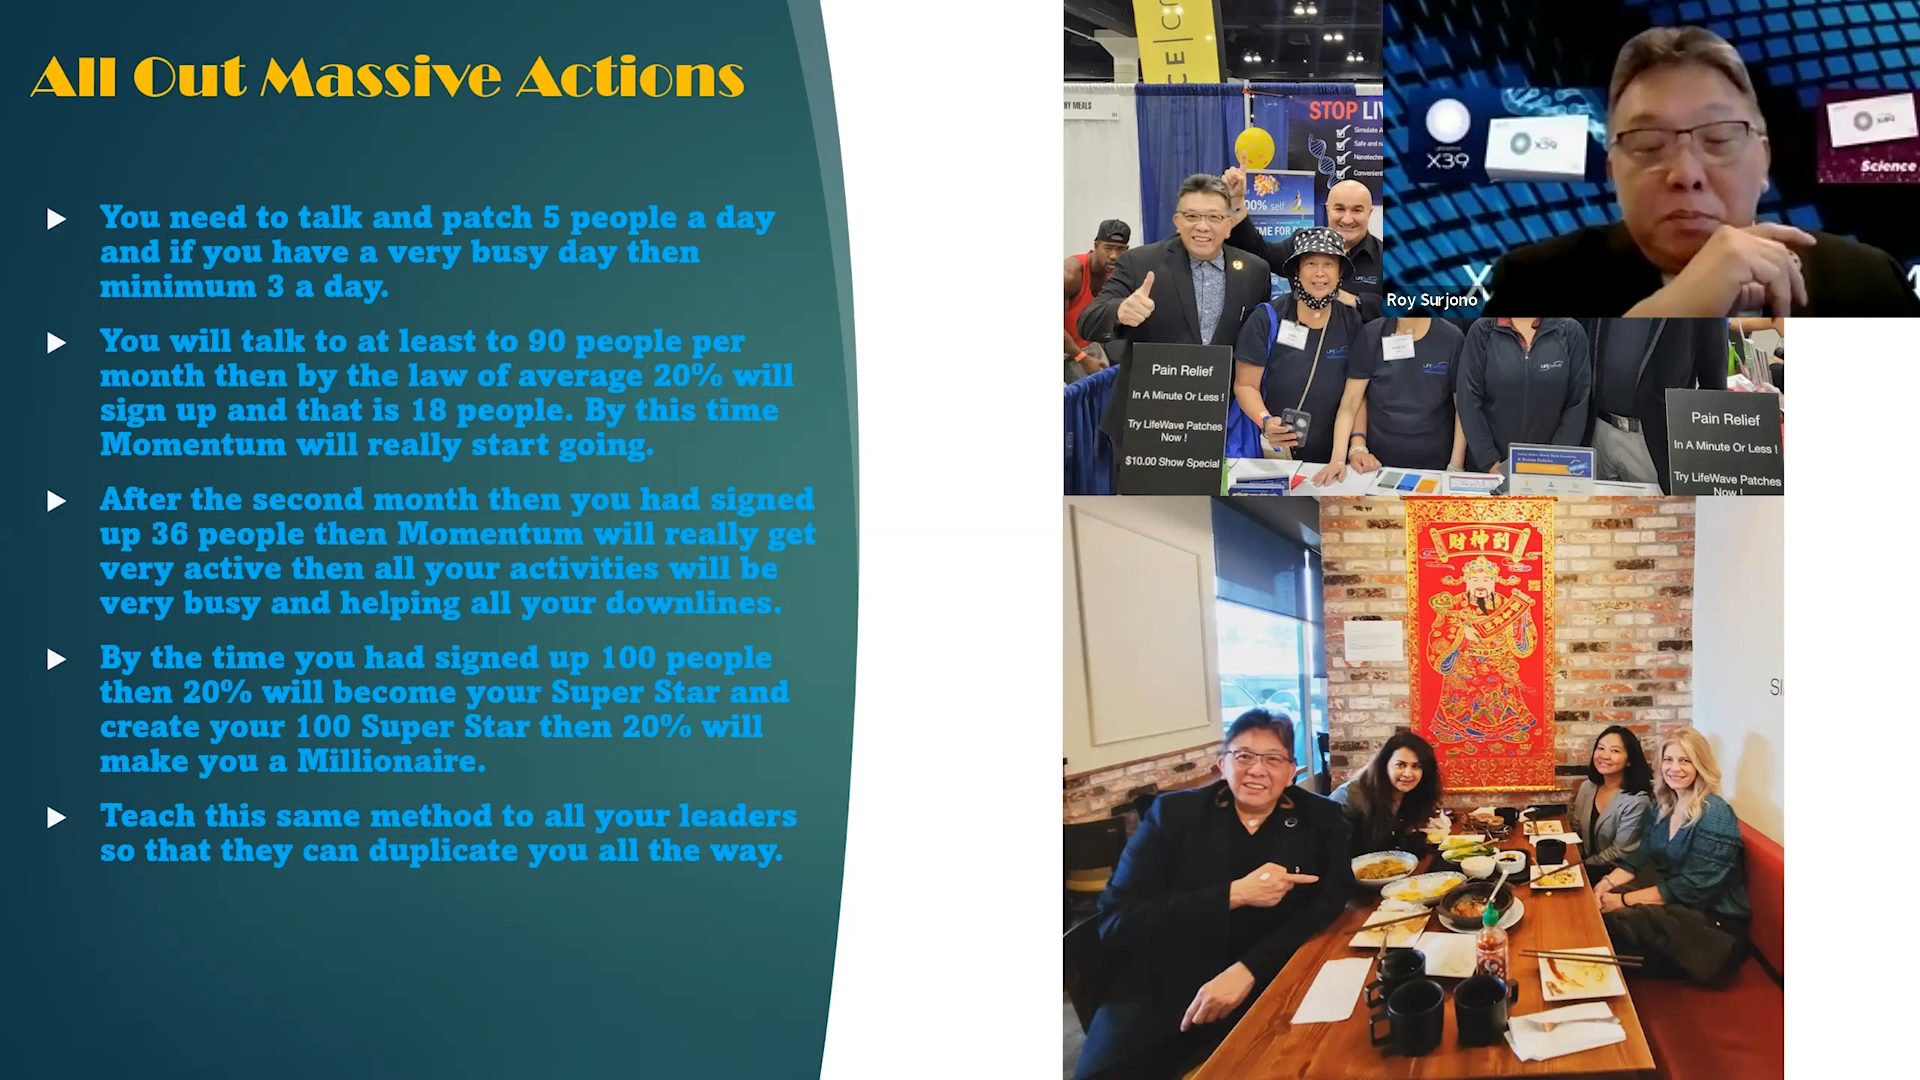 All Out Massive Actions
You need to talk and patch 5 people a day
and if you have a very busy day then
minimum 3 a day.
You will talk to at least to 90 people per
month then by the law of average 20% will
sign up and that is 18 people. By this time
Momentum will really start going.
After the second month then you had signed
up 36 people then Momentum will really get
very active then all your activities will be
very busy and helping all your downlines.
By the time you had signed up 100 people
then 20% will become your Super Star and
create your 100 Super Star then 20% will
make you a Millionaire.
Teach this same method to all your leaders
so that they can duplicate you all the way.
HY MEALS
STOP LI
Safe and
Convenient
Pain Relief
In A Minute Or Less !
Try LifeWave Patches
Now !
$10.00 Show Special
Pain Relief
In A Minute Or Less !
Try LifeWave Patches
Now !
X39
X39
Science
Roy Surjono
財神到